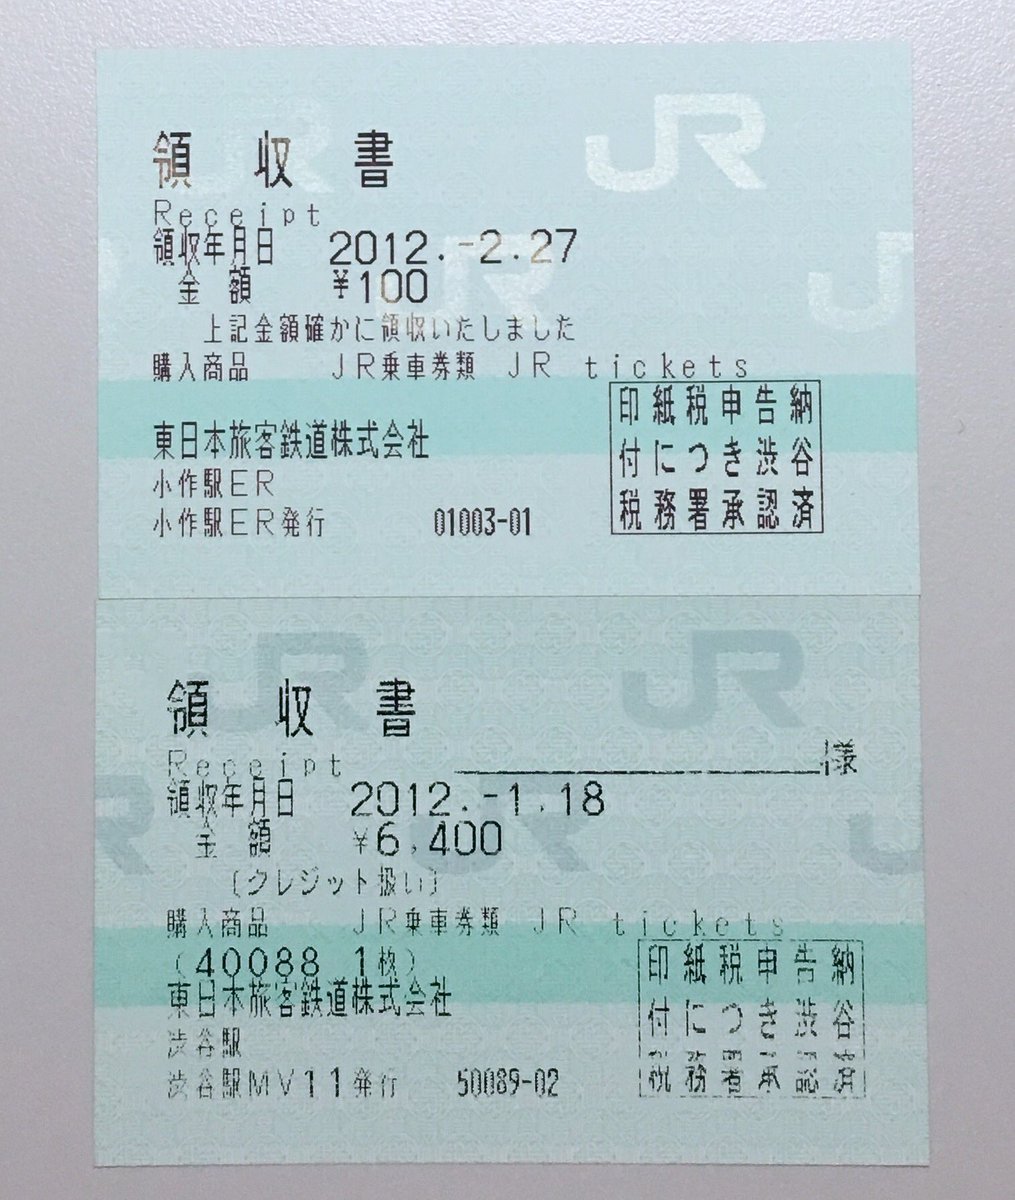 領収書
Receipt
領収年月日 2012.-2.27
金額 ¥100
上記金額確かに領収いたしました
購入商品 JR乗車券類 JR tickets
東日本旅客鉄道株式会社
小作駅ER
小作駅ER発行 01003-01
印紙税申告納
付につき渋谷
税務署承認済
JR
JR
JR
JR
領収書
Receipt
様
領収年月日 2012.-1.18
金額 ¥6,400
(クレジット扱い)
購入商品 JR乗車券類 JR tickets
(40088 1枚)
東日本旅客鉄道株式会社
渋谷駅
渋谷駅MV11発行 50089-02
印紙税申告納
付につき渋谷
税務署承認済
JR
JR
JR
JR